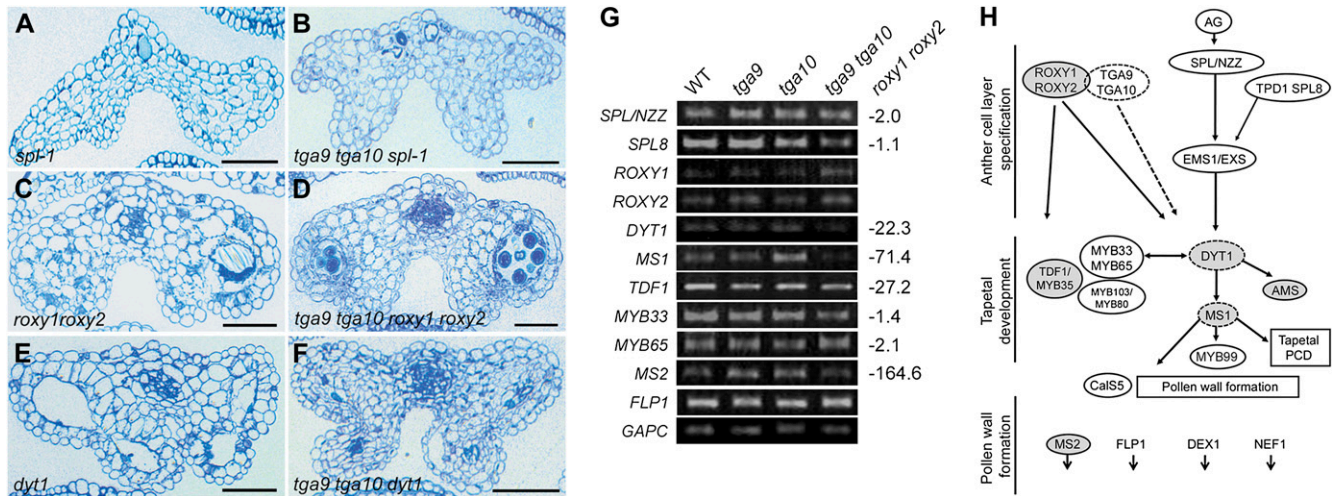 A
spl-1
B
tga9 tga10 spl-1
C
roxy1roxy2
D
tga9 tga10 roxy1 roxy2
E
dyt1
F
tga9 tga10 dyt1
G
WT
tga9
tga10
tga9 tga10
roxy1 roxy2
SPL/NZZ -2.0
SPL8 -1.1
ROXY1
ROXY2
DYT1 -22.3
MS1 -71.4
TDF1 -27.2
MYB33 -1.4
MYB65 -2.1
MS2 -164.6
FLP1
GAPC
H
Anther cell layer
specification
AG
SPL/NZZ
ROXY1
ROXY2
TGA9
TGA10
TPD1 SPL8
EMS1/EXS
Tapetal
development
TDF1/
MYB35
MYB33
MYB65
MYB103/
MYB80
DYT1
AMS
MS1
MYB99
Tapetal
PCD
CalS5
Pollen wall formation
Pollen wall
formation
MS2
FLP1
DEX1
NEF1